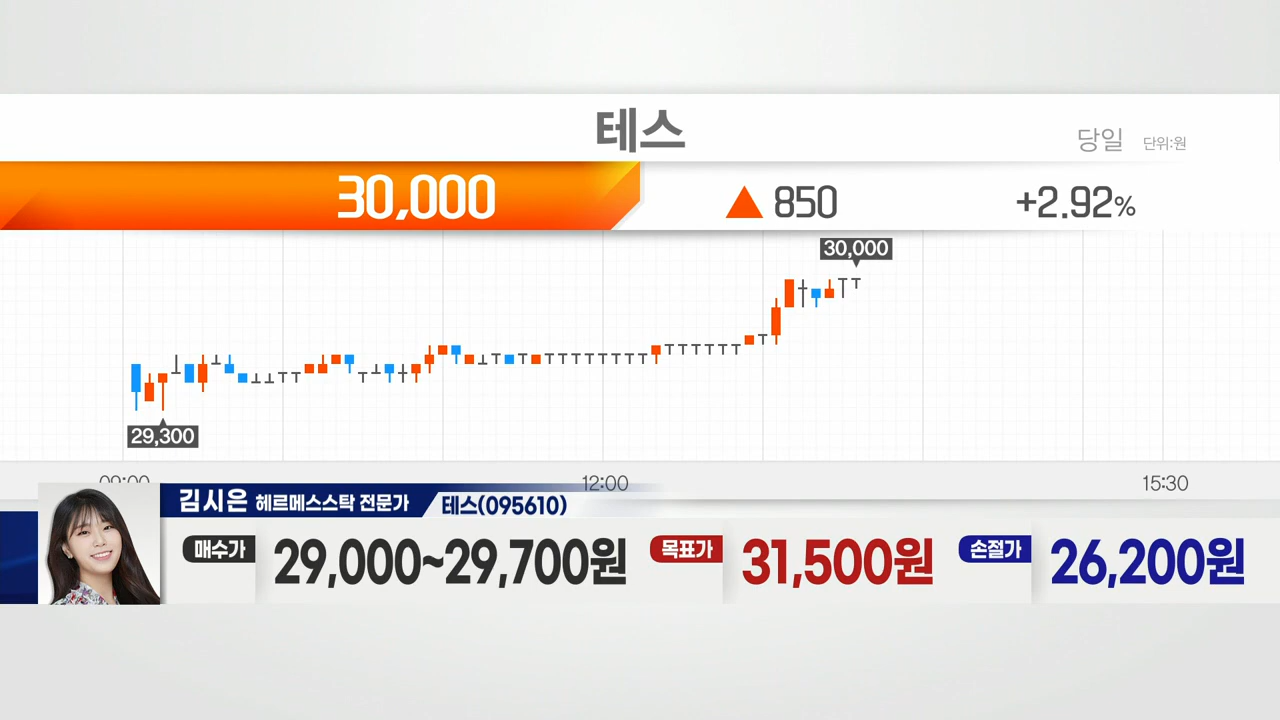 테스
당일 단위:원
30,000 ▲ 850 +2.92%
30,000
29,300
09:00 12:00 15:30
김시은 헤르메스스탁 전문가 테스(095610)
매수가 29,000~29,700원 목표가 31,500원 손절가 26,200원